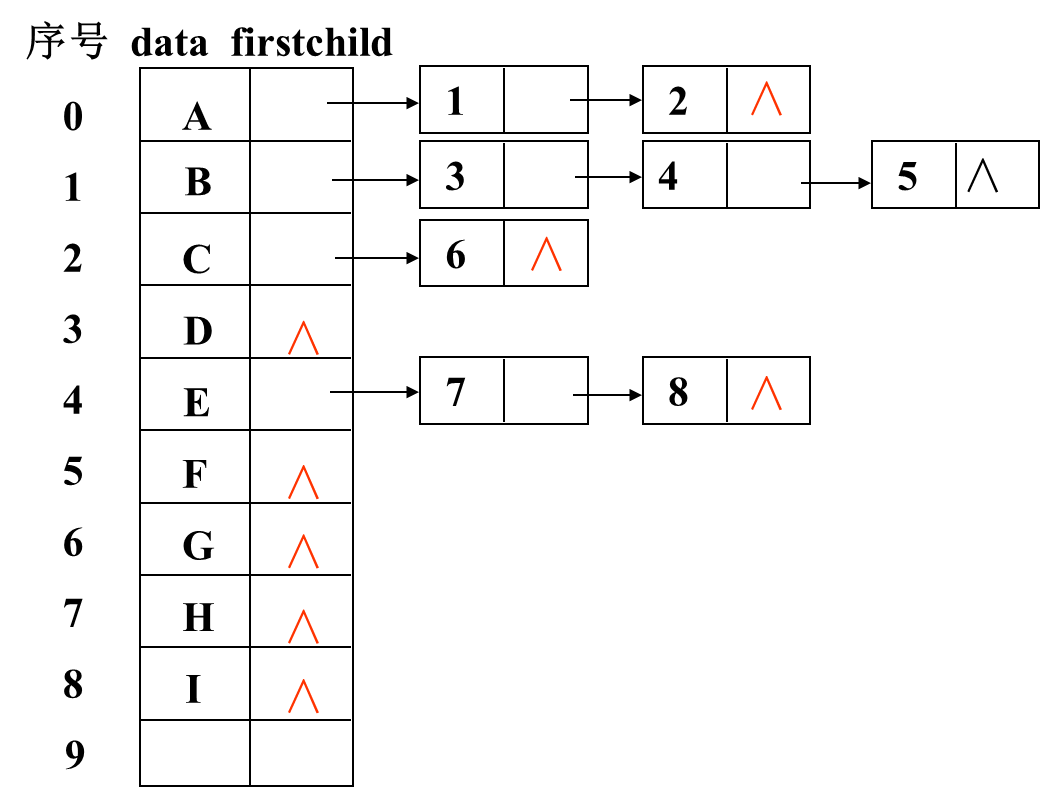 序号 data firstchild
0 A 1 2 ∧
1 B 3 4 5 ∧
2 C 6 ∧
3 D ∧
4 E 7 8 ∧
5 F ∧
6 G ∧
7 H ∧
8 I ∧
9